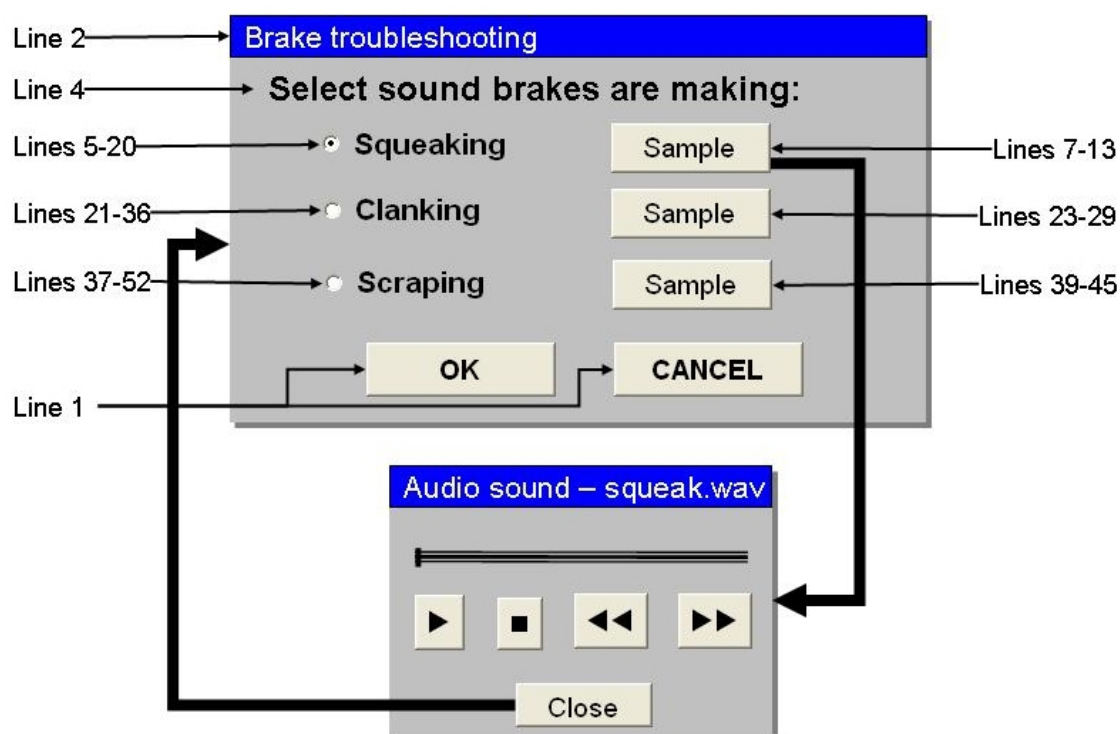 Line 2
Brake troubleshooting
Line 4
Select sound brakes are making:
Lines 5-20
Squeaking
Sample
Lines 7-13
Lines 21-36
Clanking
Sample
Lines 23-29
Lines 37-52
Scraping
Sample
Lines 39-45
OK
CANCEL
Line 1
Audio sound – squeak.wav
Close